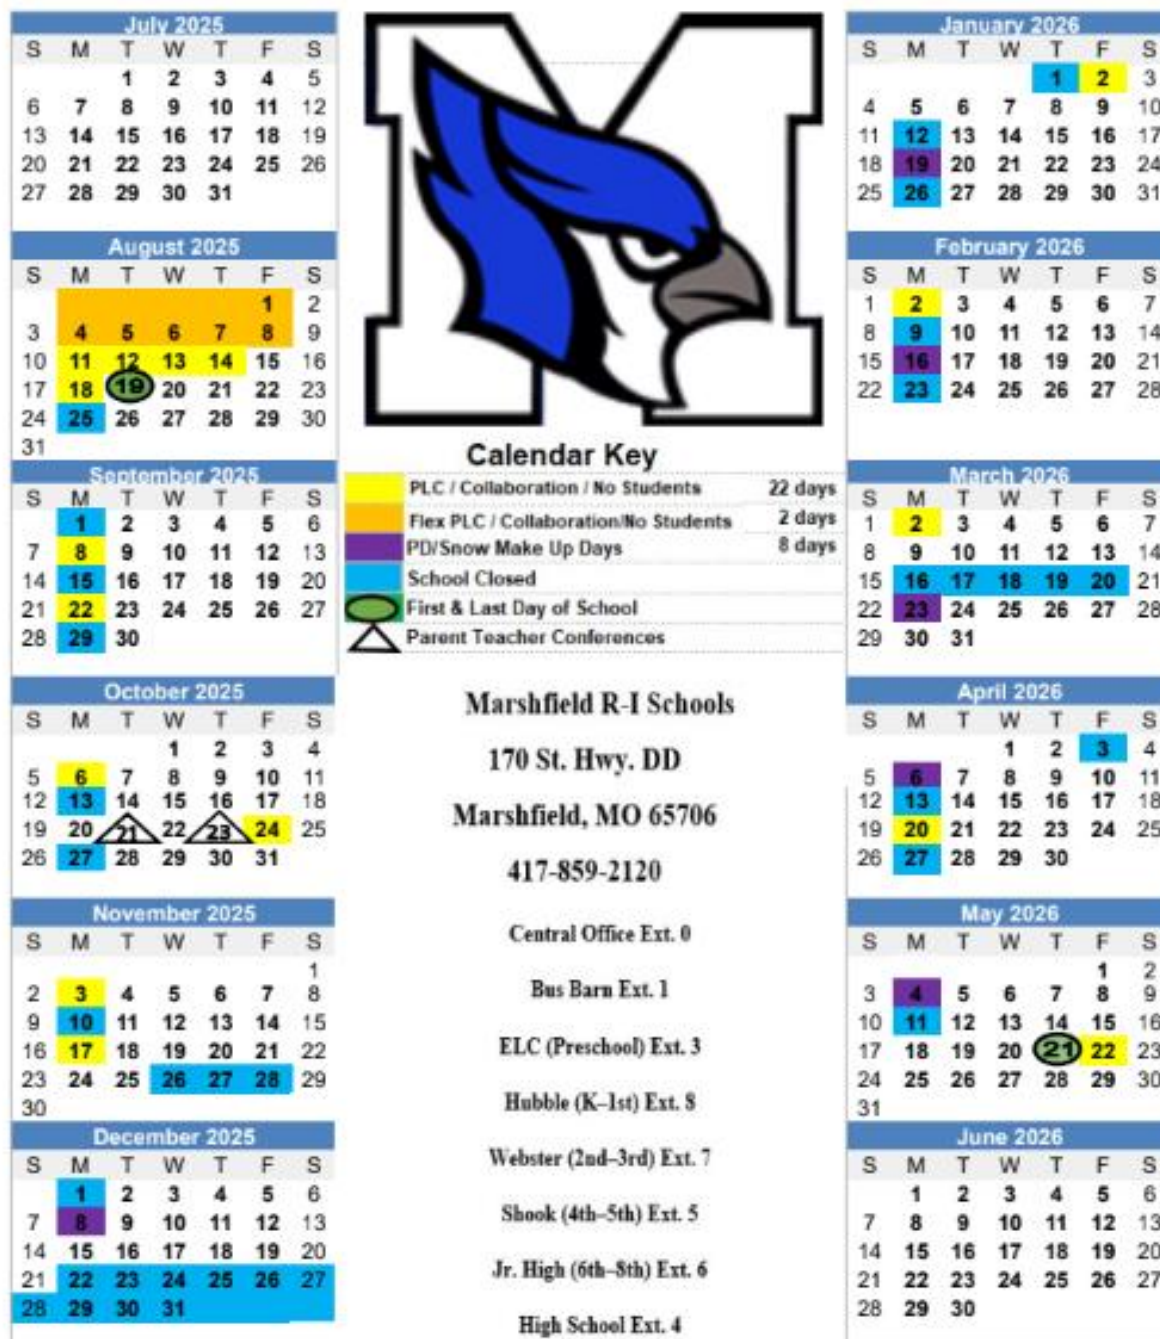 July 2025
S M T W T F S
1 2 3 4 5
6 7 8 9 10 11 12
13 14 15 16 17 18 19
20 21 22 23 24 25 26
27 28 29 30 31
August 2025
S M T W T F S
1 2
3 4 5 6 7 8 9
10 11 12 13 14 15 16
17 18 19 20 21 22 23
24 25 26 27 28 29 30
31
September 2025
S M T W T F S
1 2 3 4 5 6
7 8 9 10 11 12 13
14 15 16 17 18 19 20
21 22 23 24 25 26 27
28 29 30
October 2025
S M T W T F S
1 2 3 4
5 6 7 8 9 10 11
12 13 14 15 16 17 18
19 20 21 22 23 24 25
26 27 28 29 30 31
November 2025
S M T W T F S
1
2 3 4 5 6 7 8
9 10 11 12 13 14 15
16 17 18 19 20 21 22
23 24 25 26 27 28 29
30
December 2025
S M T W T F S
1 2 3 4 5 6
7 8 9 10 11 12 13
14 15 16 17 18 19 20
21 22 23 24 25 26 27
28 29 30 31
M
Calendar Key
PLC / Collaboration / No Students 22 days
Flex PLC / Collaboration/No Students 2 days
PD/Snow Make Up Days 8 days
School Closed
First & Last Day of School
Parent Teacher Conferences
Marshfield R-I Schools
170 St. Hwy. DD
Marshfield, MO 65706
417-859-2120
Central Office Ext. 0
Bus Barn Ext. 1
ELC (Preschool) Ext. 3
Hubble (K–1st) Ext. 8
Webster (2nd–3rd) Ext. 7
Shook (4th–5th) Ext. 5
Jr. High (6th–8th) Ext. 6
High School Ext. 4
January 2026
S M T W T F S
1 2 3
4 5 6 7 8 9 10
11 12 13 14 15 16 17
18 19 20 21 22 23 24
25 26 27 28 29 30 31
February 2026
S M T W T F S
1 2 3 4 5 6 7
8 9 10 11 12 13 14
15 16 17 18 19 20 21
22 23 24 25 26 27 28
March 2026
S M T W T F S
1 2 3 4 5 6 7
8 9 10 11 12 13 14
15 16 17 18 19 20 21
22 23 24 25 26 27 28
29 30 31
April 2026
S M T W T F S
1 2 3 4
5 6 7 8 9 10 11
12 13 14 15 16 17 18
19 20 21 22 23 24 25
26 27 28 29 30
May 2026
S M T W T F S
1 2
3 4 5 6 7 8 9
10 11 12 13 14 15 16
17 18 19 20 21 22 23
24 25 26 27 28 29 30
31
June 2026
S M T W T F S
1 2 3 4 5 6
7 8 9 10 11 12 13
14 15 16 17 18 19 20
21 22 23 24 25 26 27
28 29 30